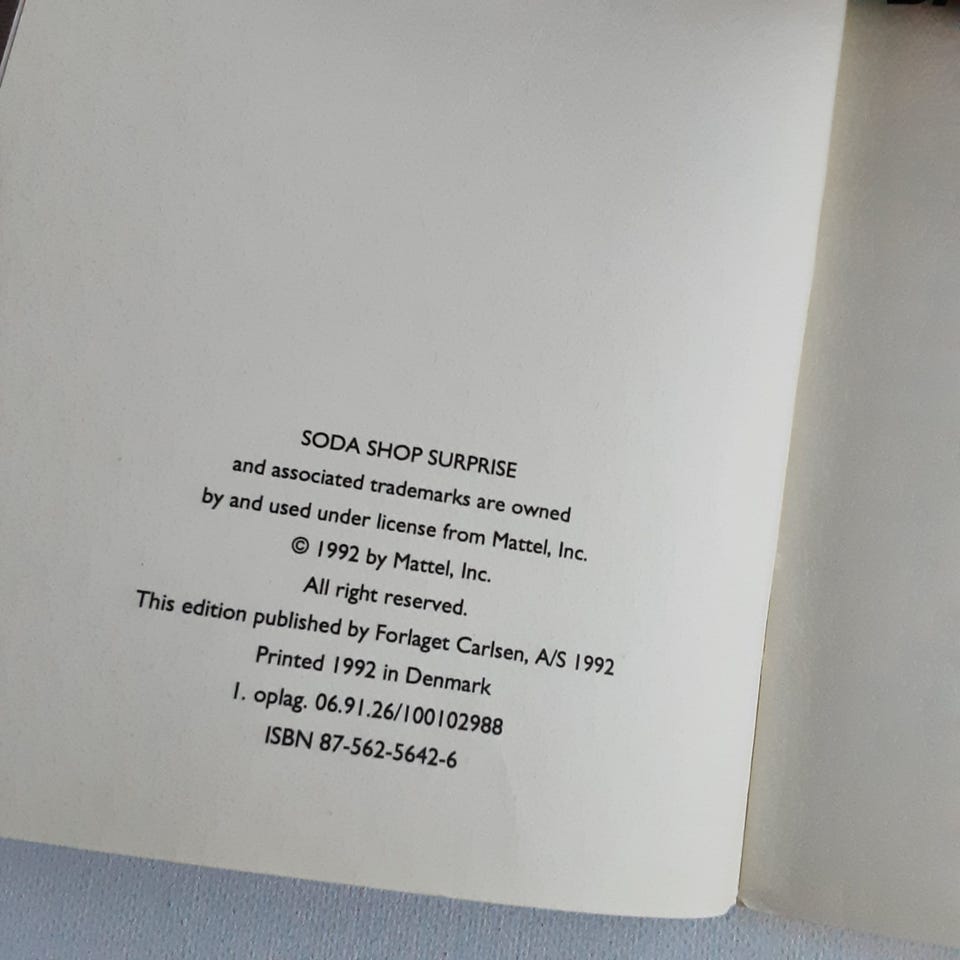 SODA SHOP SURPRISE
and associated trademarks are owned
by and used under license from Mattel, Inc.
© 1992 by Mattel, Inc.
All right reserved.
This edition published by Forlaget Carlsen, A/S 1992
Printed 1992 in Denmark
1. oplag. 06.91.26/100102988
ISBN 87-562-5642-6